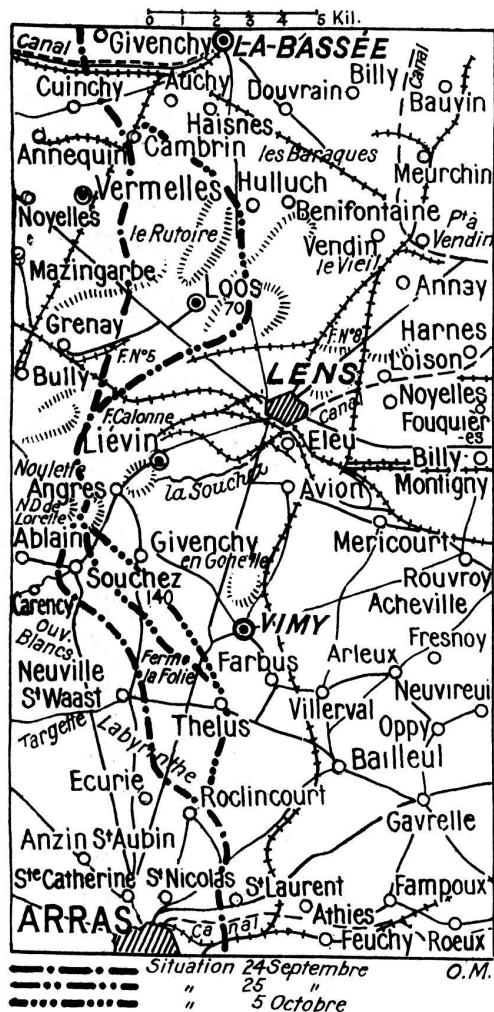 0 1 2 3 4 5 Kil.
Canal
Givenchy
LA-BASSÉE
Cuinchy
Auchy
Douvrain
Billy
Canal
Bauvin
Haisnes
Annequin
Cambrin
les Baraques
Meurchin
Vermelles
Hulluch
Noyelles
Benifontaine
le Rutoire
Vendin
le Vieil
Pt à
Vendin
Mazingarbe
Loos
70
Annay
Grenay
F. N°8
Harnes
F. N°5
Loison
Bully
LENS
Noyelles
F. Calonne
Canal
Fouquier
-es
Liévin
Eleu
Billy
Noulette
Montigny
Angres
la Souchez
Avion
N.D de
Lorette
Ablain
Givenchy
en Gohelle
Mericourt
Souchez
Rouvroy
Carency
140
Acheville
Ouv.
Blancs
VIMY
Fresnoy
Neuville
St Waast
Ferme
la Folie
Farbus
Arleux
Neuvireuil
Villerval
Targette
Thelus
Oppy
Labyrinthe
Bailleul
Ecurie
Roclincourt
Gavrelle
Anzin St Aubin
Ste Catherine
St Nicolas
St Laurent
Fampoux
ARRAS
Canal
Athies
Feuchy
Roeux
Situation 24 Septembre
O.M.
" 25 "
" 5 Octobre